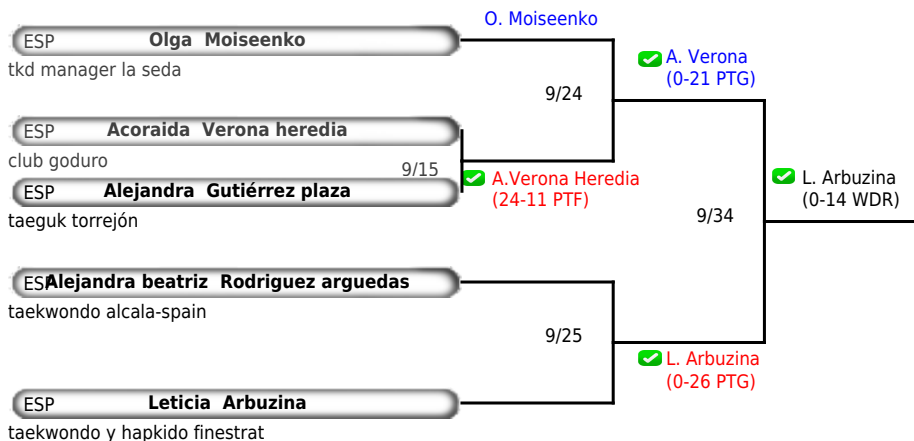 O. Moiseenko
ESP Olga Moiseenko
tkd manager la seda
A. Verona
(0-21 PTG)
9/24
ESP Acoraida Verona heredia
club goduro
9/15
A.Verona Heredia
(24-11 PTF)
ESP Alejandra Gutiérrez plaza
taeguk torrejón
L. Arbuzina
(0-14 WDR)
9/34
ESP Alejandra beatriz Rodriguez arguedas
taekwondo alcala-spain
9/25
L. Arbuzina
(0-26 PTG)
ESP Leticia Arbuzina
taekwondo y hapkido finestrat